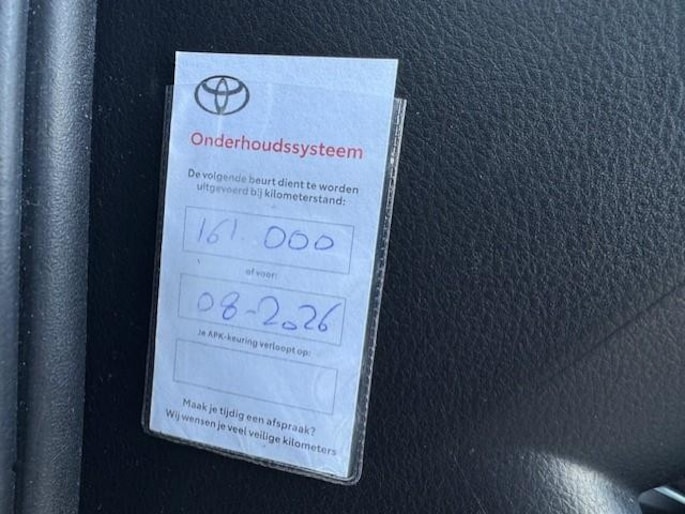 Onderhoudssysteem
De volgende beurt dient te worden
uitgevoerd bij kilometerstand:
161.000
of voor:
08-2026
Je APK-keuring verloopt op:
Maak je tijdig een afspraak?
Wij wensen je veel veilige kilometers